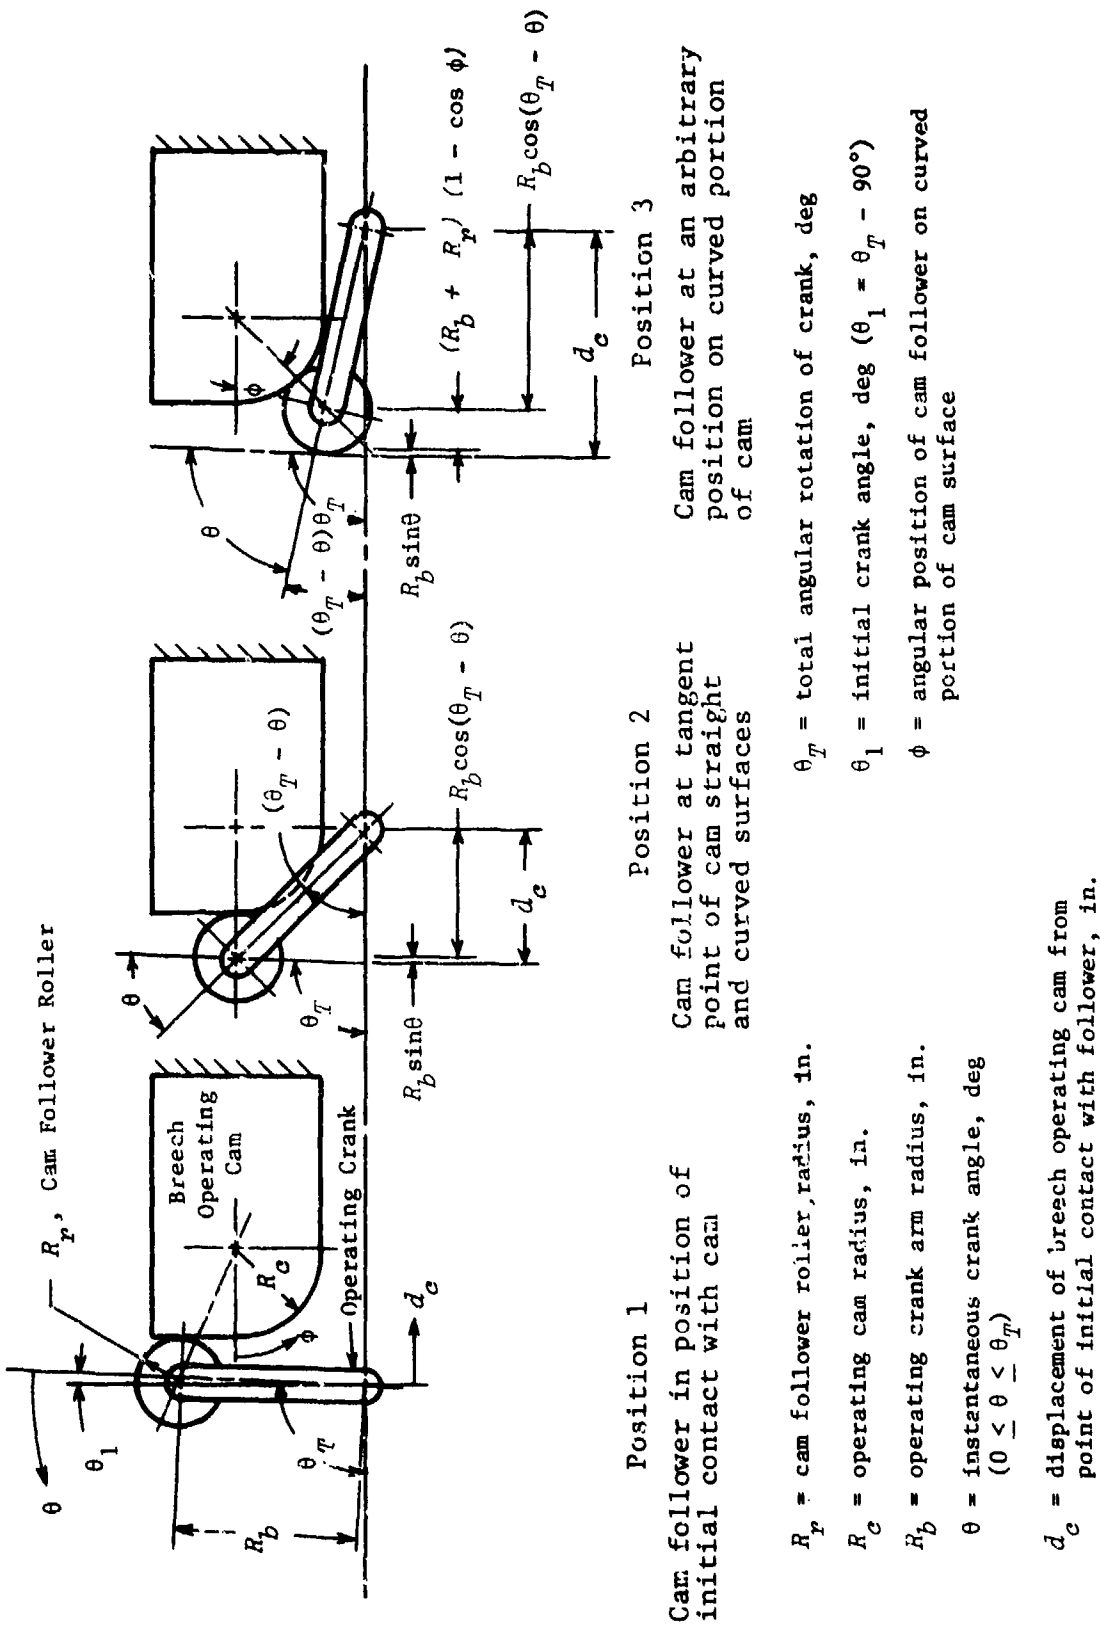 R_r, Cam Follower Roller
θ
θ_1
R_b
θ_T
Breech
Operating
Cam
R_c
ϕ
Operating Crank
d_c
θ
θ_T
(θ_T - θ)
R_b sinθ
R_b cos(θ_T - θ)
d_c
θ
ϕ
θ_T
(θ_T - θ)
R_b sinθ
(R_b + R_r) (1 - cos ϕ)
R_b cos(θ_T - θ)
d_c
Position 1
Cam follower in position of
initial contact with cam
Position 2
Cam follower at tangent
point of cam straight
and curved surfaces
Position 3
Cam follower at an arbitrary
position on curved portion
of cam
R_r = cam follower roller radius, in.
R_c = operating cam radius, in.
R_b = operating crank arm radius, in.
θ = instantaneous crank angle, deg
(0 ≤ θ ≤ θ_T)
d_c = displacement of breech operating cam from
point of initial contact with follower, in.
θ_T = total angular rotation of crank, deg
θ_1 = initial crank angle, deg (θ_1 = θ_T - 90°)
ϕ = angular position of cam follower on curved
portion of cam surface